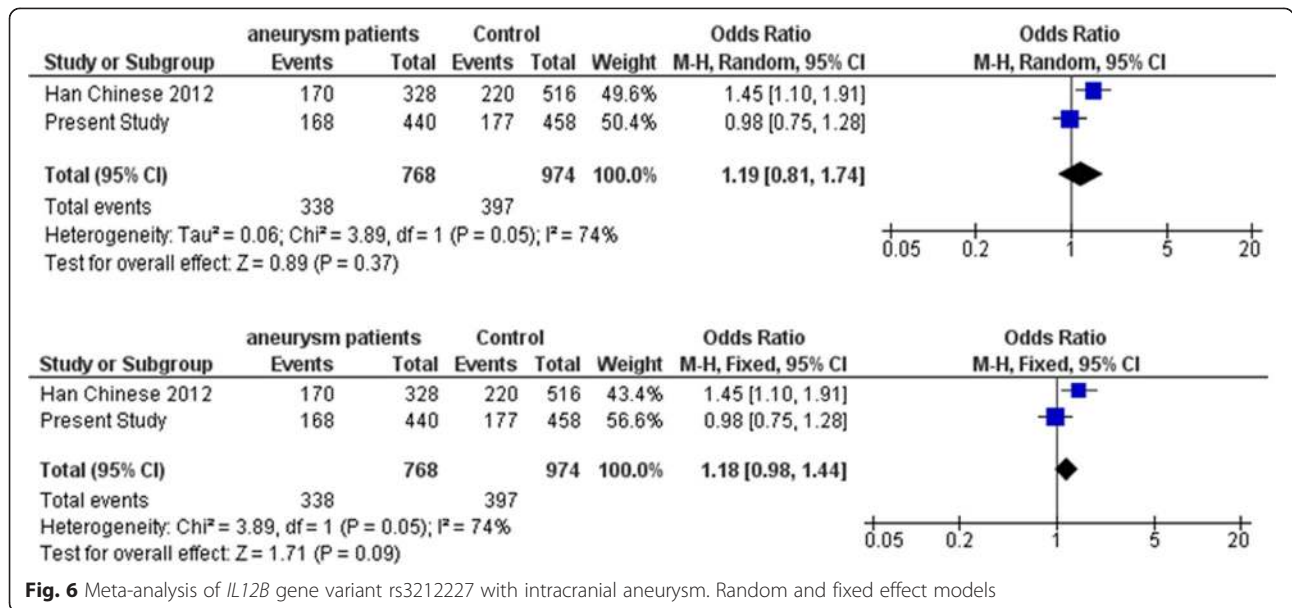 aneurysm patients Control Odds Ratio Odds Ratio
Study or Subgroup Events Total Events Total Weight M-H, Random, 95% CI M-H, Random, 95% CI
Han Chinese 2012 170 328 220 516 49.6% 1.45 [1.10, 1.91]
Present Study 168 440 177 458 50.4% 0.98 [0.75, 1.28]
Total (95% CI) 768 974 100.0% 1.19 [0.81, 1.74]
Total events 338 397
Heterogeneity: Tau² = 0.06; Chi² = 3.89, df = 1 (P = 0.05); I² = 74%
Test for overall effect: Z = 0.89 (P = 0.37)
0.05 0.2 1 5 20
aneurysm patients Control Odds Ratio Odds Ratio
Study or Subgroup Events Total Events Total Weight M-H, Fixed, 95% CI M-H, Fixed, 95% CI
Han Chinese 2012 170 328 220 516 43.4% 1.45 [1.10, 1.91]
Present Study 168 440 177 458 56.6% 0.98 [0.75, 1.28]
Total (95% CI) 768 974 100.0% 1.18 [0.98, 1.44]
Total events 338 397
Heterogeneity: Chi² = 3.89, df = 1 (P = 0.05); I² = 74%
Test for overall effect: Z = 1.71 (P = 0.09)
0.05 0.2 1 5 20
Fig. 6 Meta-analysis of IL12B gene variant rs3212227 with intracranial aneurysm. Random and fixed effect models